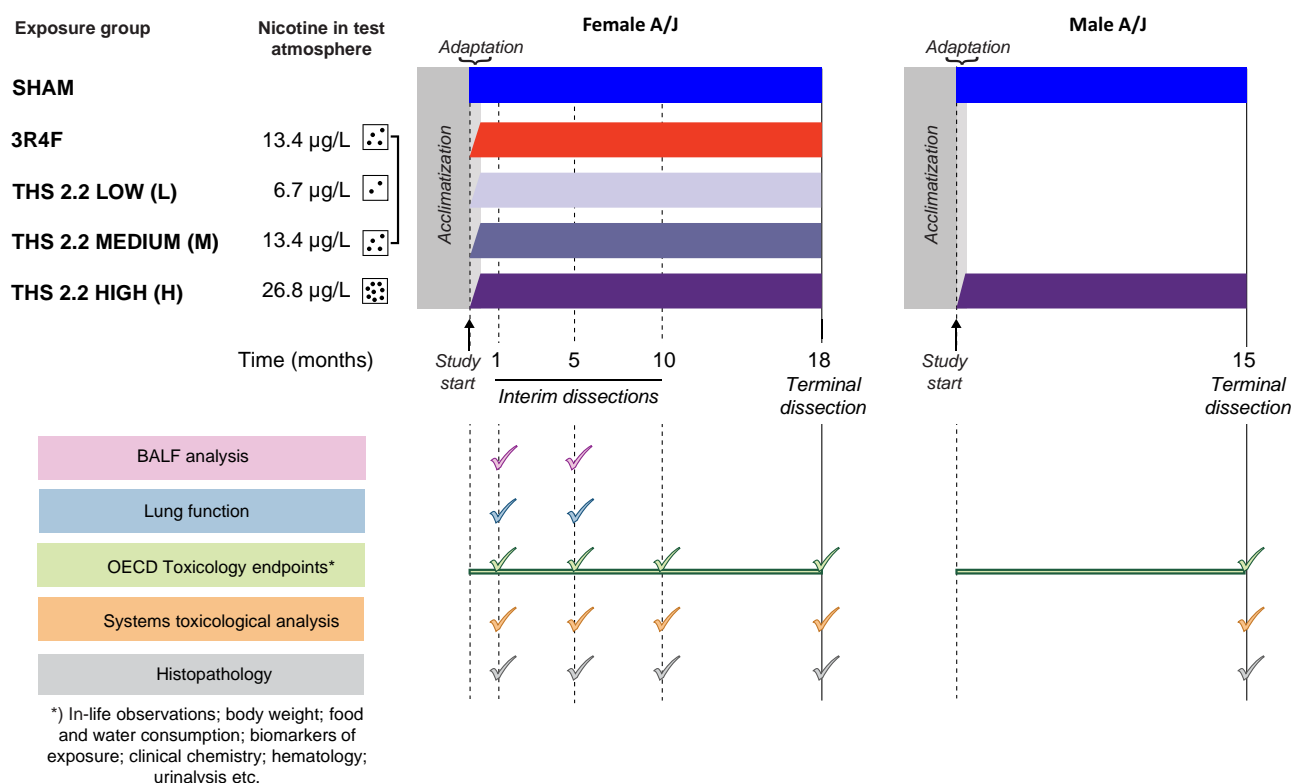 Exposure group
Nicotine in test
atmosphere
Female A/J
Male A/J
Adaptation
Adaptation
SHAM
3R4F
13.4 µg/L
THS 2.2 LOW (L)
6.7 µg/L
THS 2.2 MEDIUM (M)
13.4 µg/L
THS 2.2 HIGH (H)
26.8 µg/L
Acclimatization
Acclimatization
Time (months)
Study
start
1
5
10
18
Interim dissections
Terminal
dissection
Study
start
15
Terminal
dissection
BALF analysis
Lung function
OECD Toxicology endpoints*
Systems toxicological analysis
Histopathology
*) In-life observations; body weight; food
and water consumption; biomarkers of
exposure; clinical chemistry; hematology;
urinalysis etc.